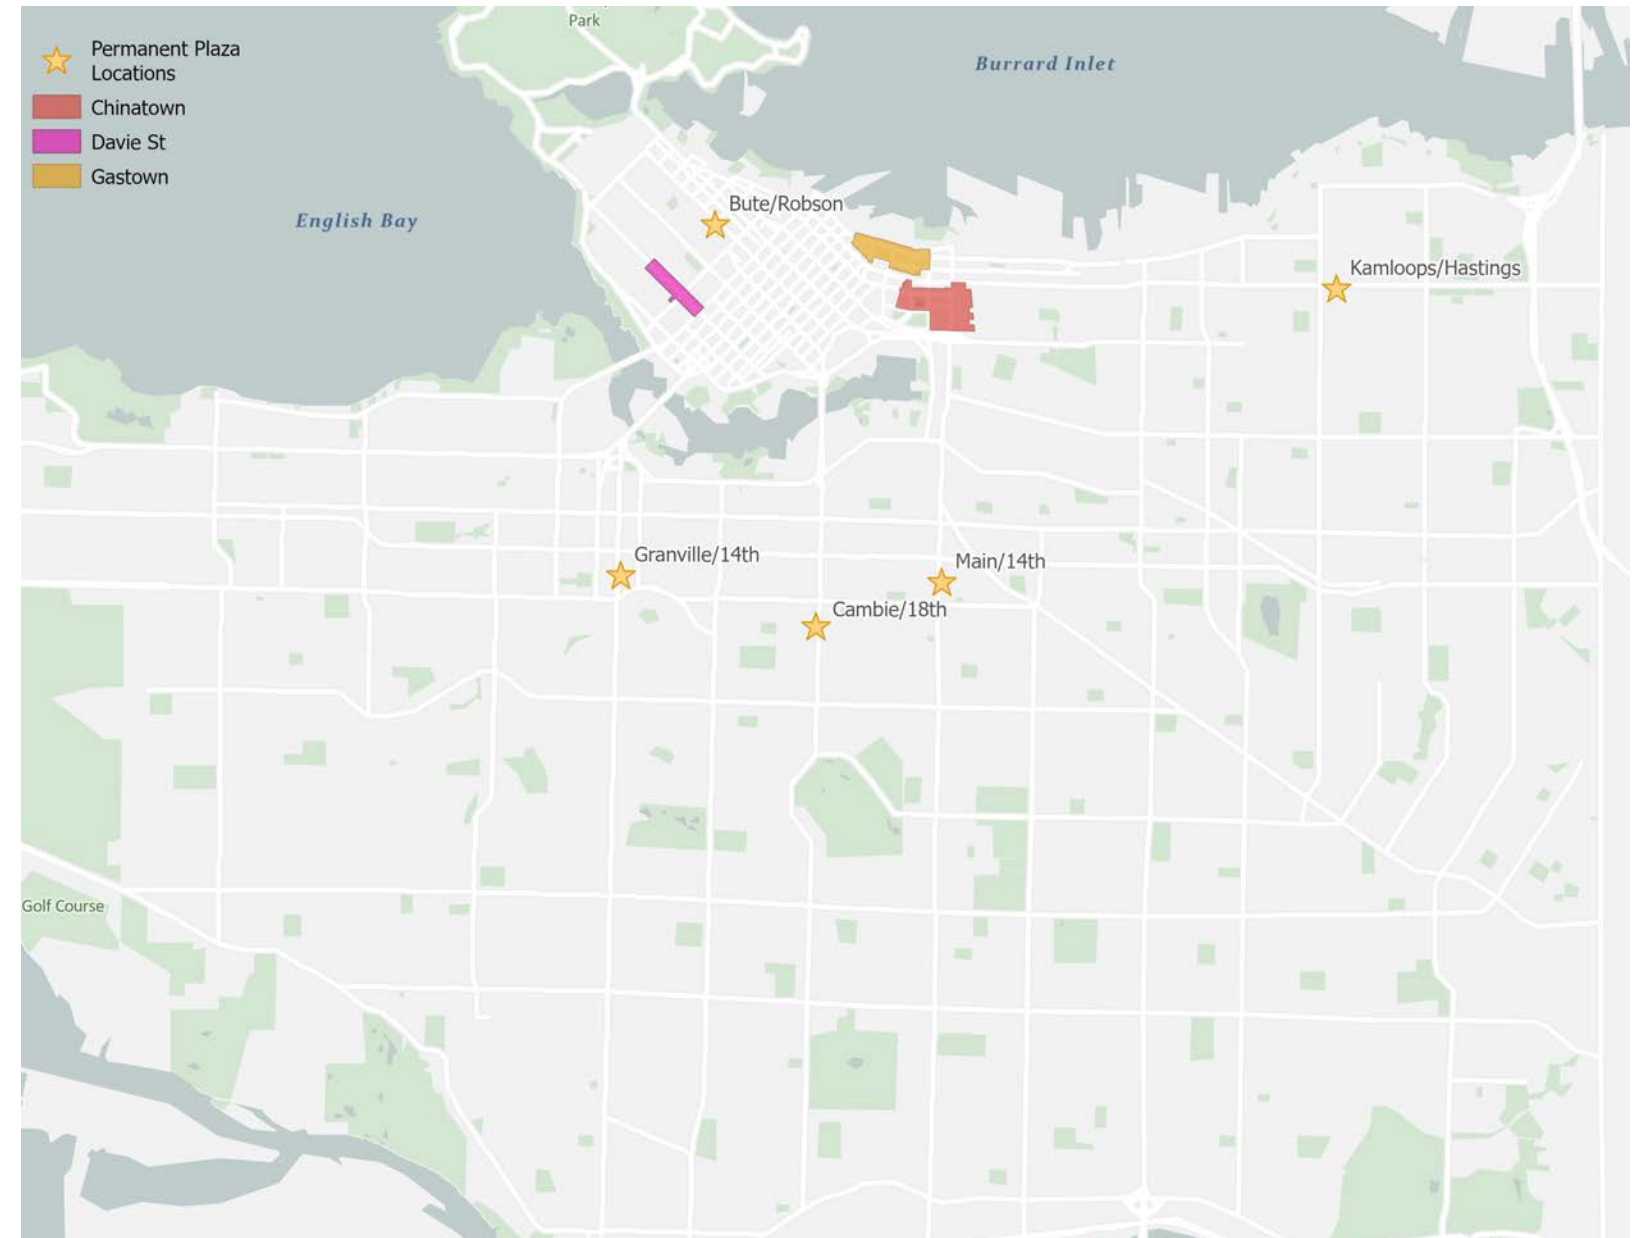 Park
Permanent Plaza
Locations
Chinatown
Davie St
Gastown
Burrard Inlet
English Bay
Bute/Robson
Kamloops/Hastings
Granville/14th
Main/14th
Cambie/18th
Golf Course